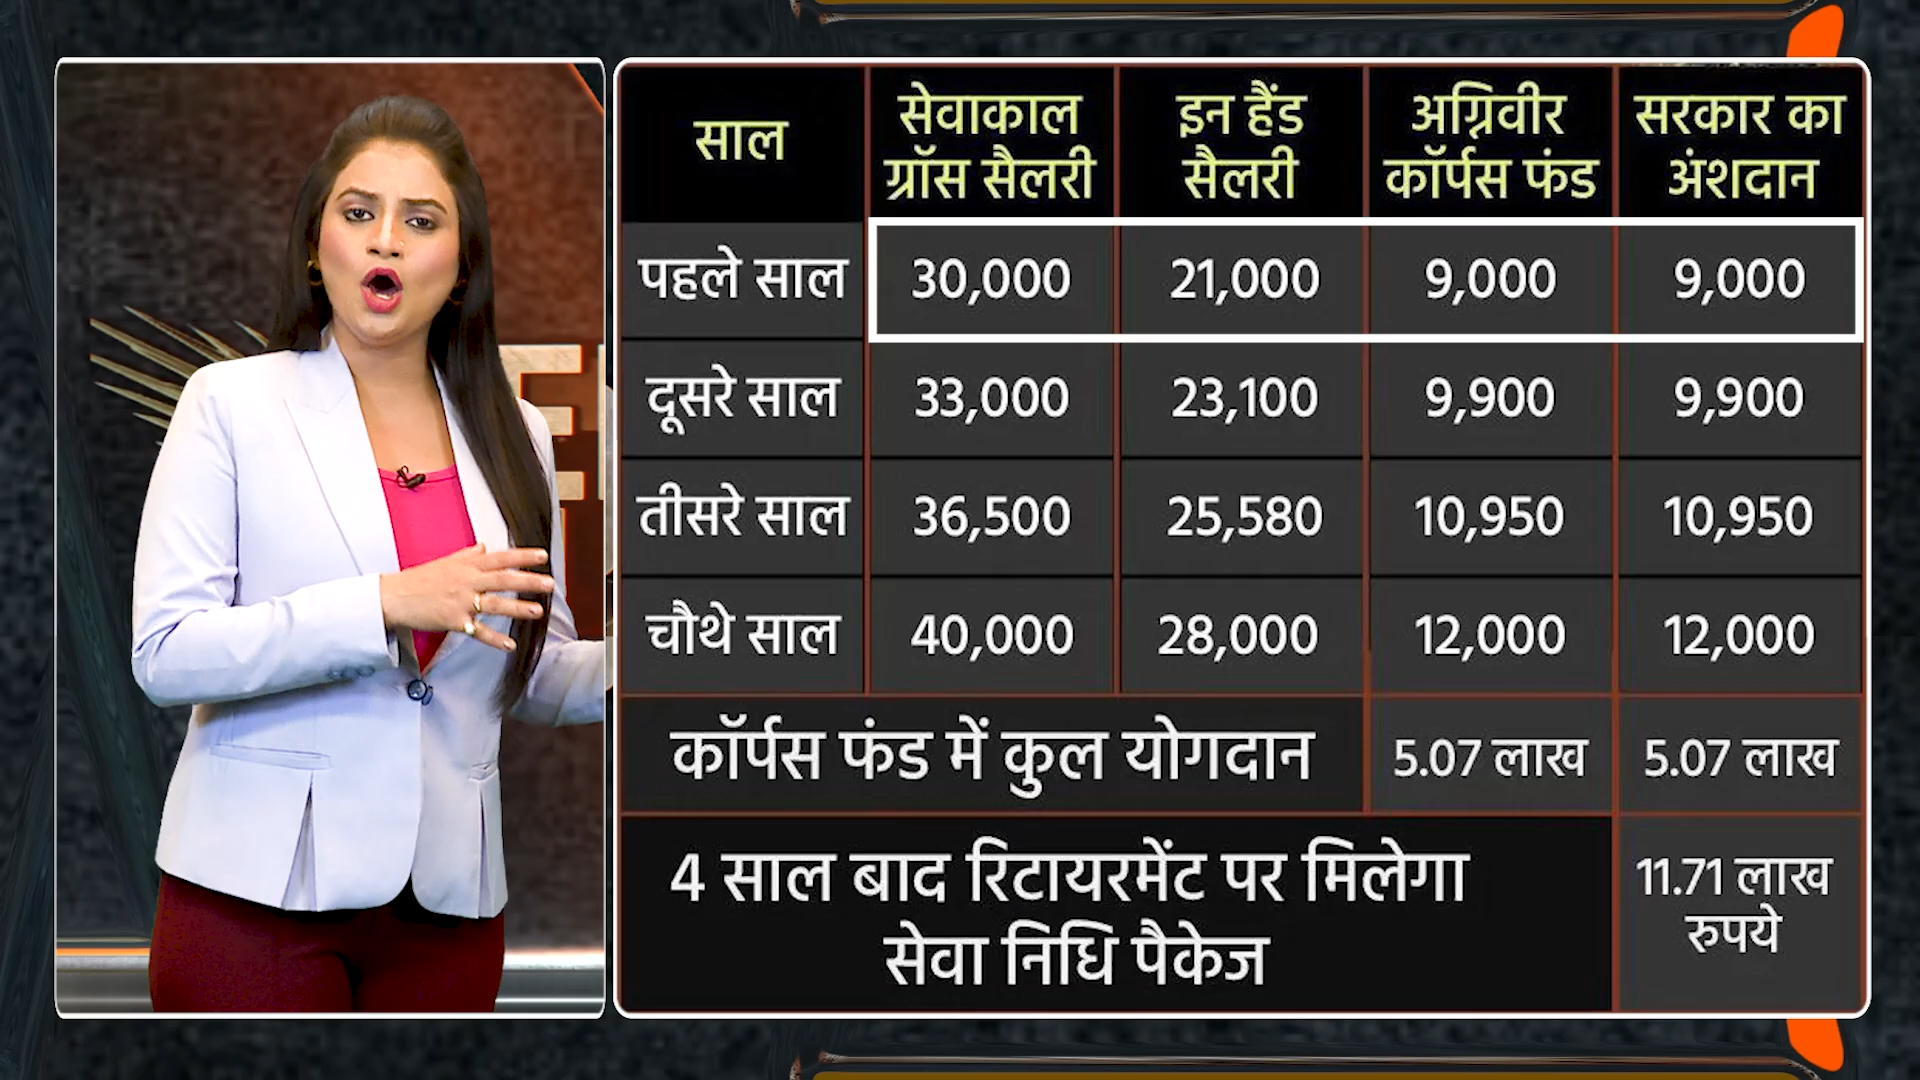 साल
सेवाकाल
ग्रॉस सैलरी
इन हैंड
सैलरी
अग्निवीर
कॉर्पस फंड
सरकार का
अंशदान
पहले साल 30,000 21,000 9,000 9,000
दूसरे साल 33,000 23,100 9,900 9,900
तीसरे साल 36,500 25,580 10,950 10,950
चौथे साल 40,000 28,000 12,000 12,000
कॉर्पस फंड में कुल योगदान 5.07 लाख 5.07 लाख
4 साल बाद रिटायरमेंट पर मिलेगा
सेवा निधि पैकेज
11.71 लाख
रुपये